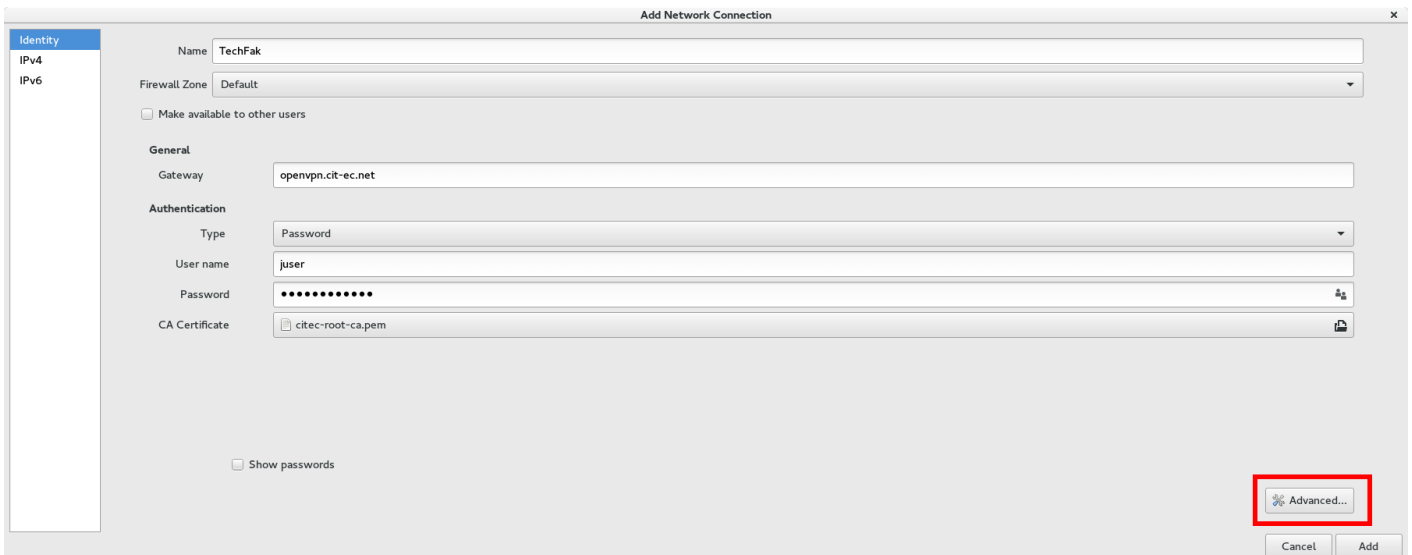 Add Network Connection
Identity
IPv4
IPv6
Name TechFak
Firewall Zone Default
Make available to other users
General
Gateway openvpn.cit-ec.net
Authentication
Type Password
User name juser
Password ●●●●●●●●●●●●
CA Certificate citec-root-ca.pem
Show passwords
Advanced...
Cancel Add